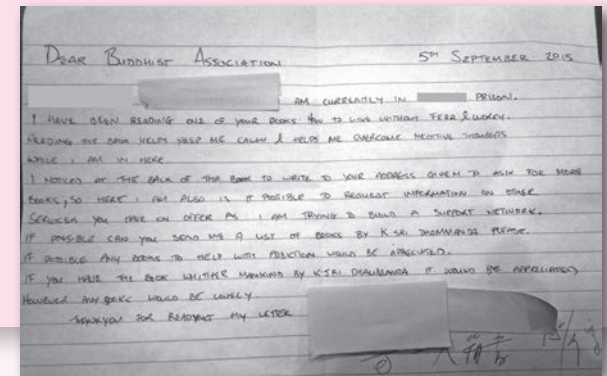 DEAR BUDDHIST ASSOCIATION 5TH SEPTEMBER 2015
AM CURRENTLY IN PRISON.
I HAVE BEEN READING ONE OF YOUR BOOKS HOW TO LIVE WITHOUT FEAR & WORRY.
READING THE BOOK HELPS KEEP ME CALM & HELPS ME OVERCOME NEGITIVE THOUGHTS
WHILE I AM IN HERE.
I NOTICED AT THE BACK OF THE BOOK TO WRITE TO YOUR ADDRESS GIVEN TO ASK FOR MORE
BOOKS, SO HERE I AM ALSO IS IT POSSIBLE TO REQUEST INFORMATION ON OTHER
SERVICES YOU HAVE ON OFFER AS I AM TRYING TO BUILD A SUPPORT NETWORK.
IF POSSIBLE CAN YOU SEND ME A LIST OF BOOKS BY K SRI DHAMMANDA PLEASE.
IF POSSIBLE ANY BOOKS TO HELP WITH ADDICTION WOULD BE APPRECIATED.
IF YOU HAVE THE BOOK WHITHER MANKIND BY K SRI DHAUMANDA IT WOULD BE APPRECIATED,
HOWEVER ANY BOOKS WOULD BE LOVELY.
THANKYOU FOR READING MY LETTER